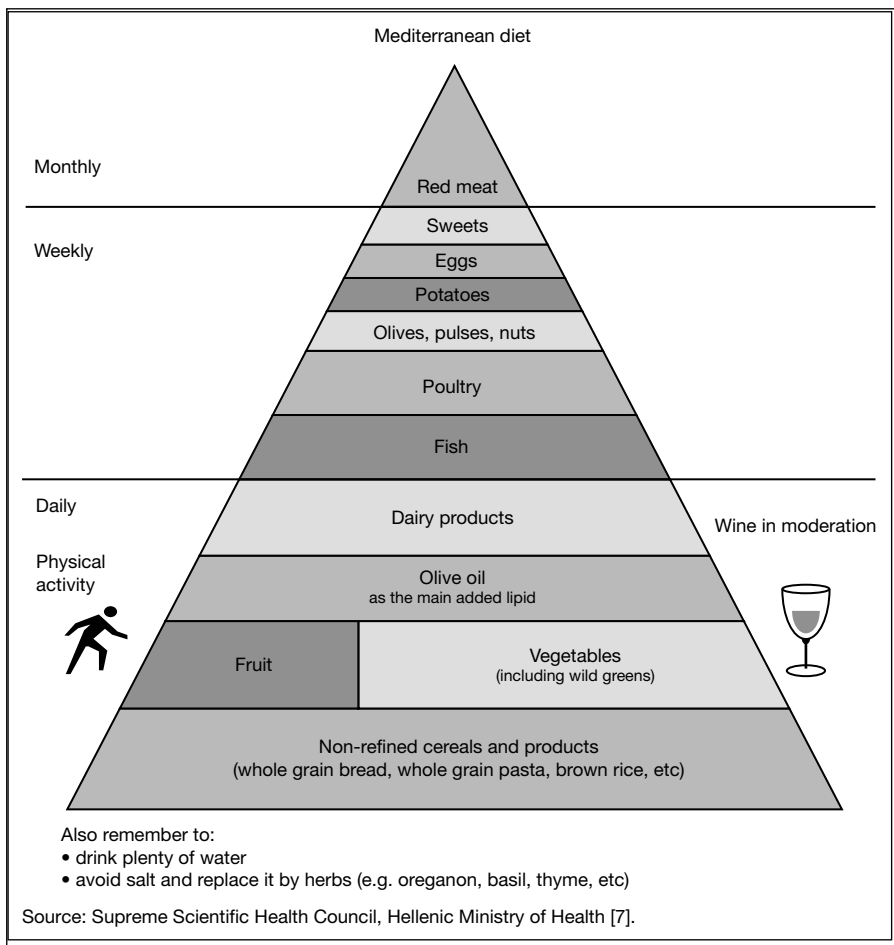 Mediterranean diet
Monthly
Red meat
Weekly
Sweets
Eggs
Potatoes
Olives, pulses, nuts
Poultry
Fish
Daily
Dairy products
Wine in moderation
Physical
activity
Olive oil
as the main added lipid
Fruit
Vegetables
(including wild greens)
Non-refined cereals and products
(whole grain bread, whole grain pasta, brown rice, etc)
Also remember to:
• drink plenty of water
• avoid salt and replace it by herbs (e.g. oreganon, basil, thyme, etc)
Source: Supreme Scientific Health Council, Hellenic Ministry of Health [7].